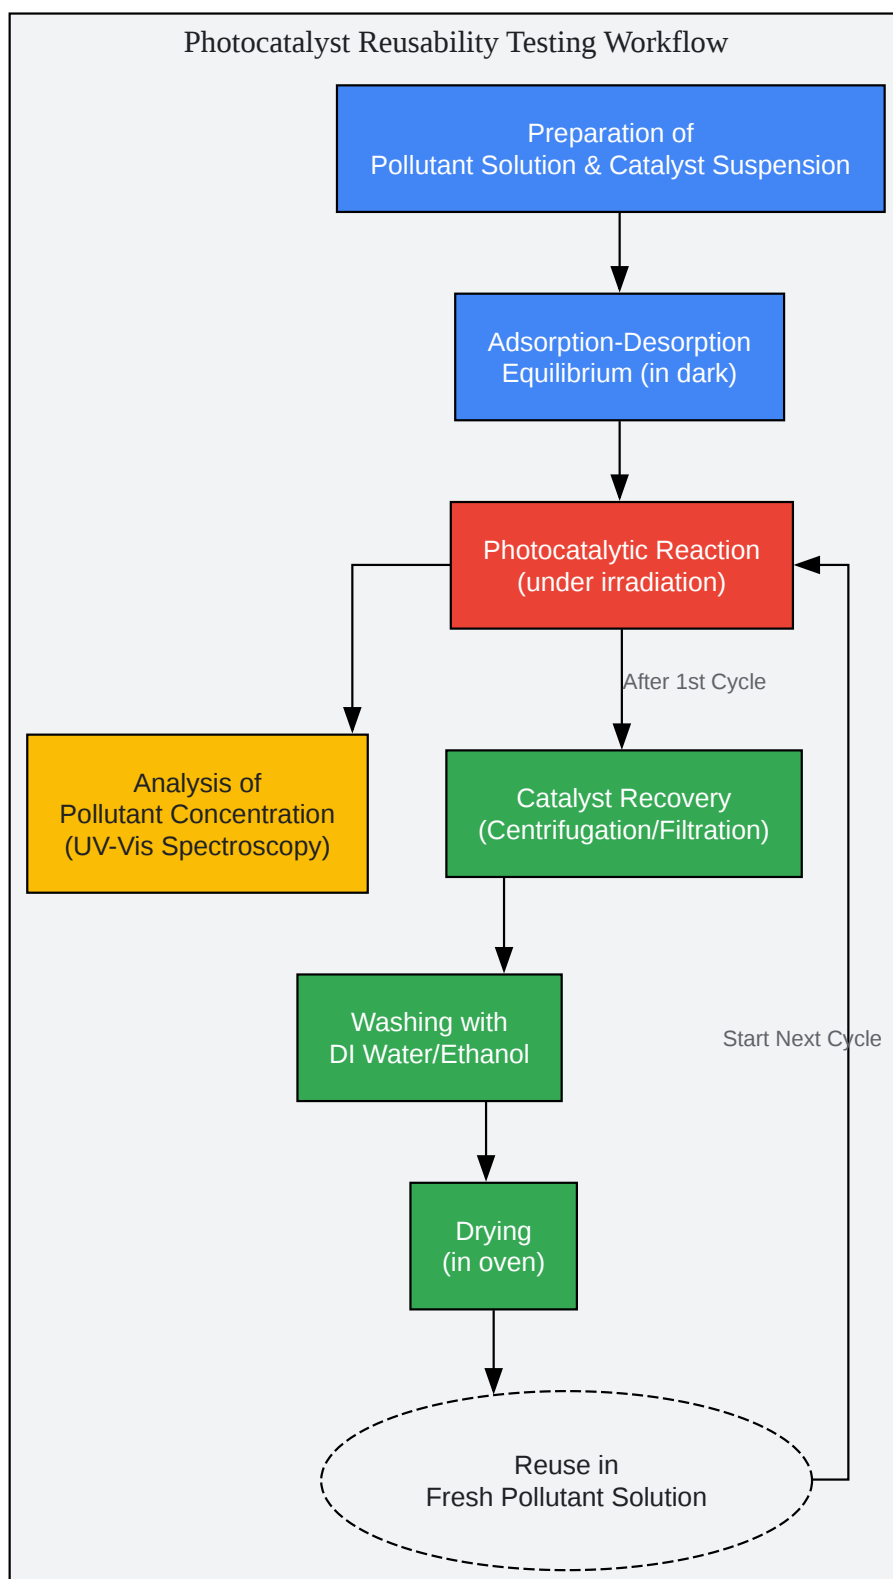 Photocatalyst Reusability Testing Workflow
Preparation of
Pollutant Solution & Catalyst Suspension
Adsorption-Desorption
Equilibrium (in dark)
Photocatalytic Reaction
(under irradiation)
After 1st Cycle
Analysis of
Pollutant Concentration
(UV-Vis Spectroscopy)
Catalyst Recovery
(Centrifugation/Filtration)
Washing with
DI Water/Ethanol
Start Next Cycle
Drying
(in oven)
Reuse in
Fresh Pollutant Solution